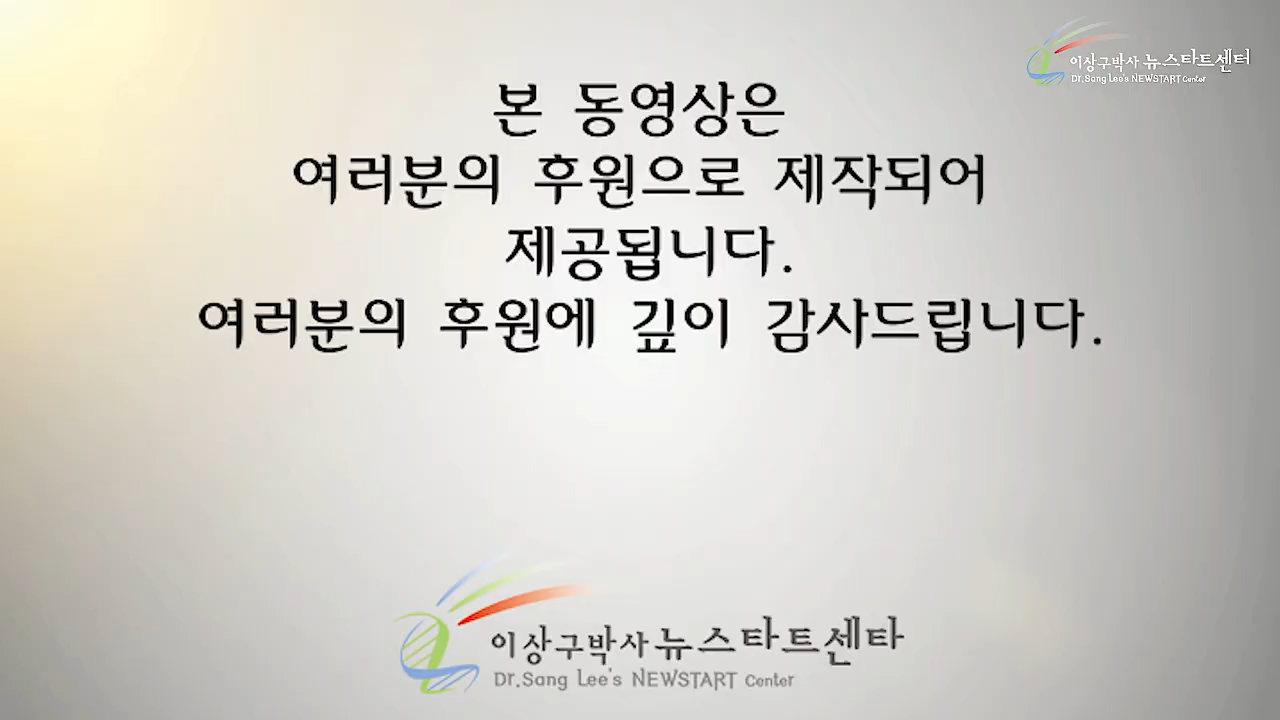 이상구박사 뉴스타트센터
Dr.Sang Lee's NEWSTART Center
본 동영상은
여러분의 후원으로 제작되어
제공됩니다.
여러분의 후원에 깊이 감사드립니다.
이상구박사 뉴스타트센타
Dr.Sang Lee's NEWSTART Center